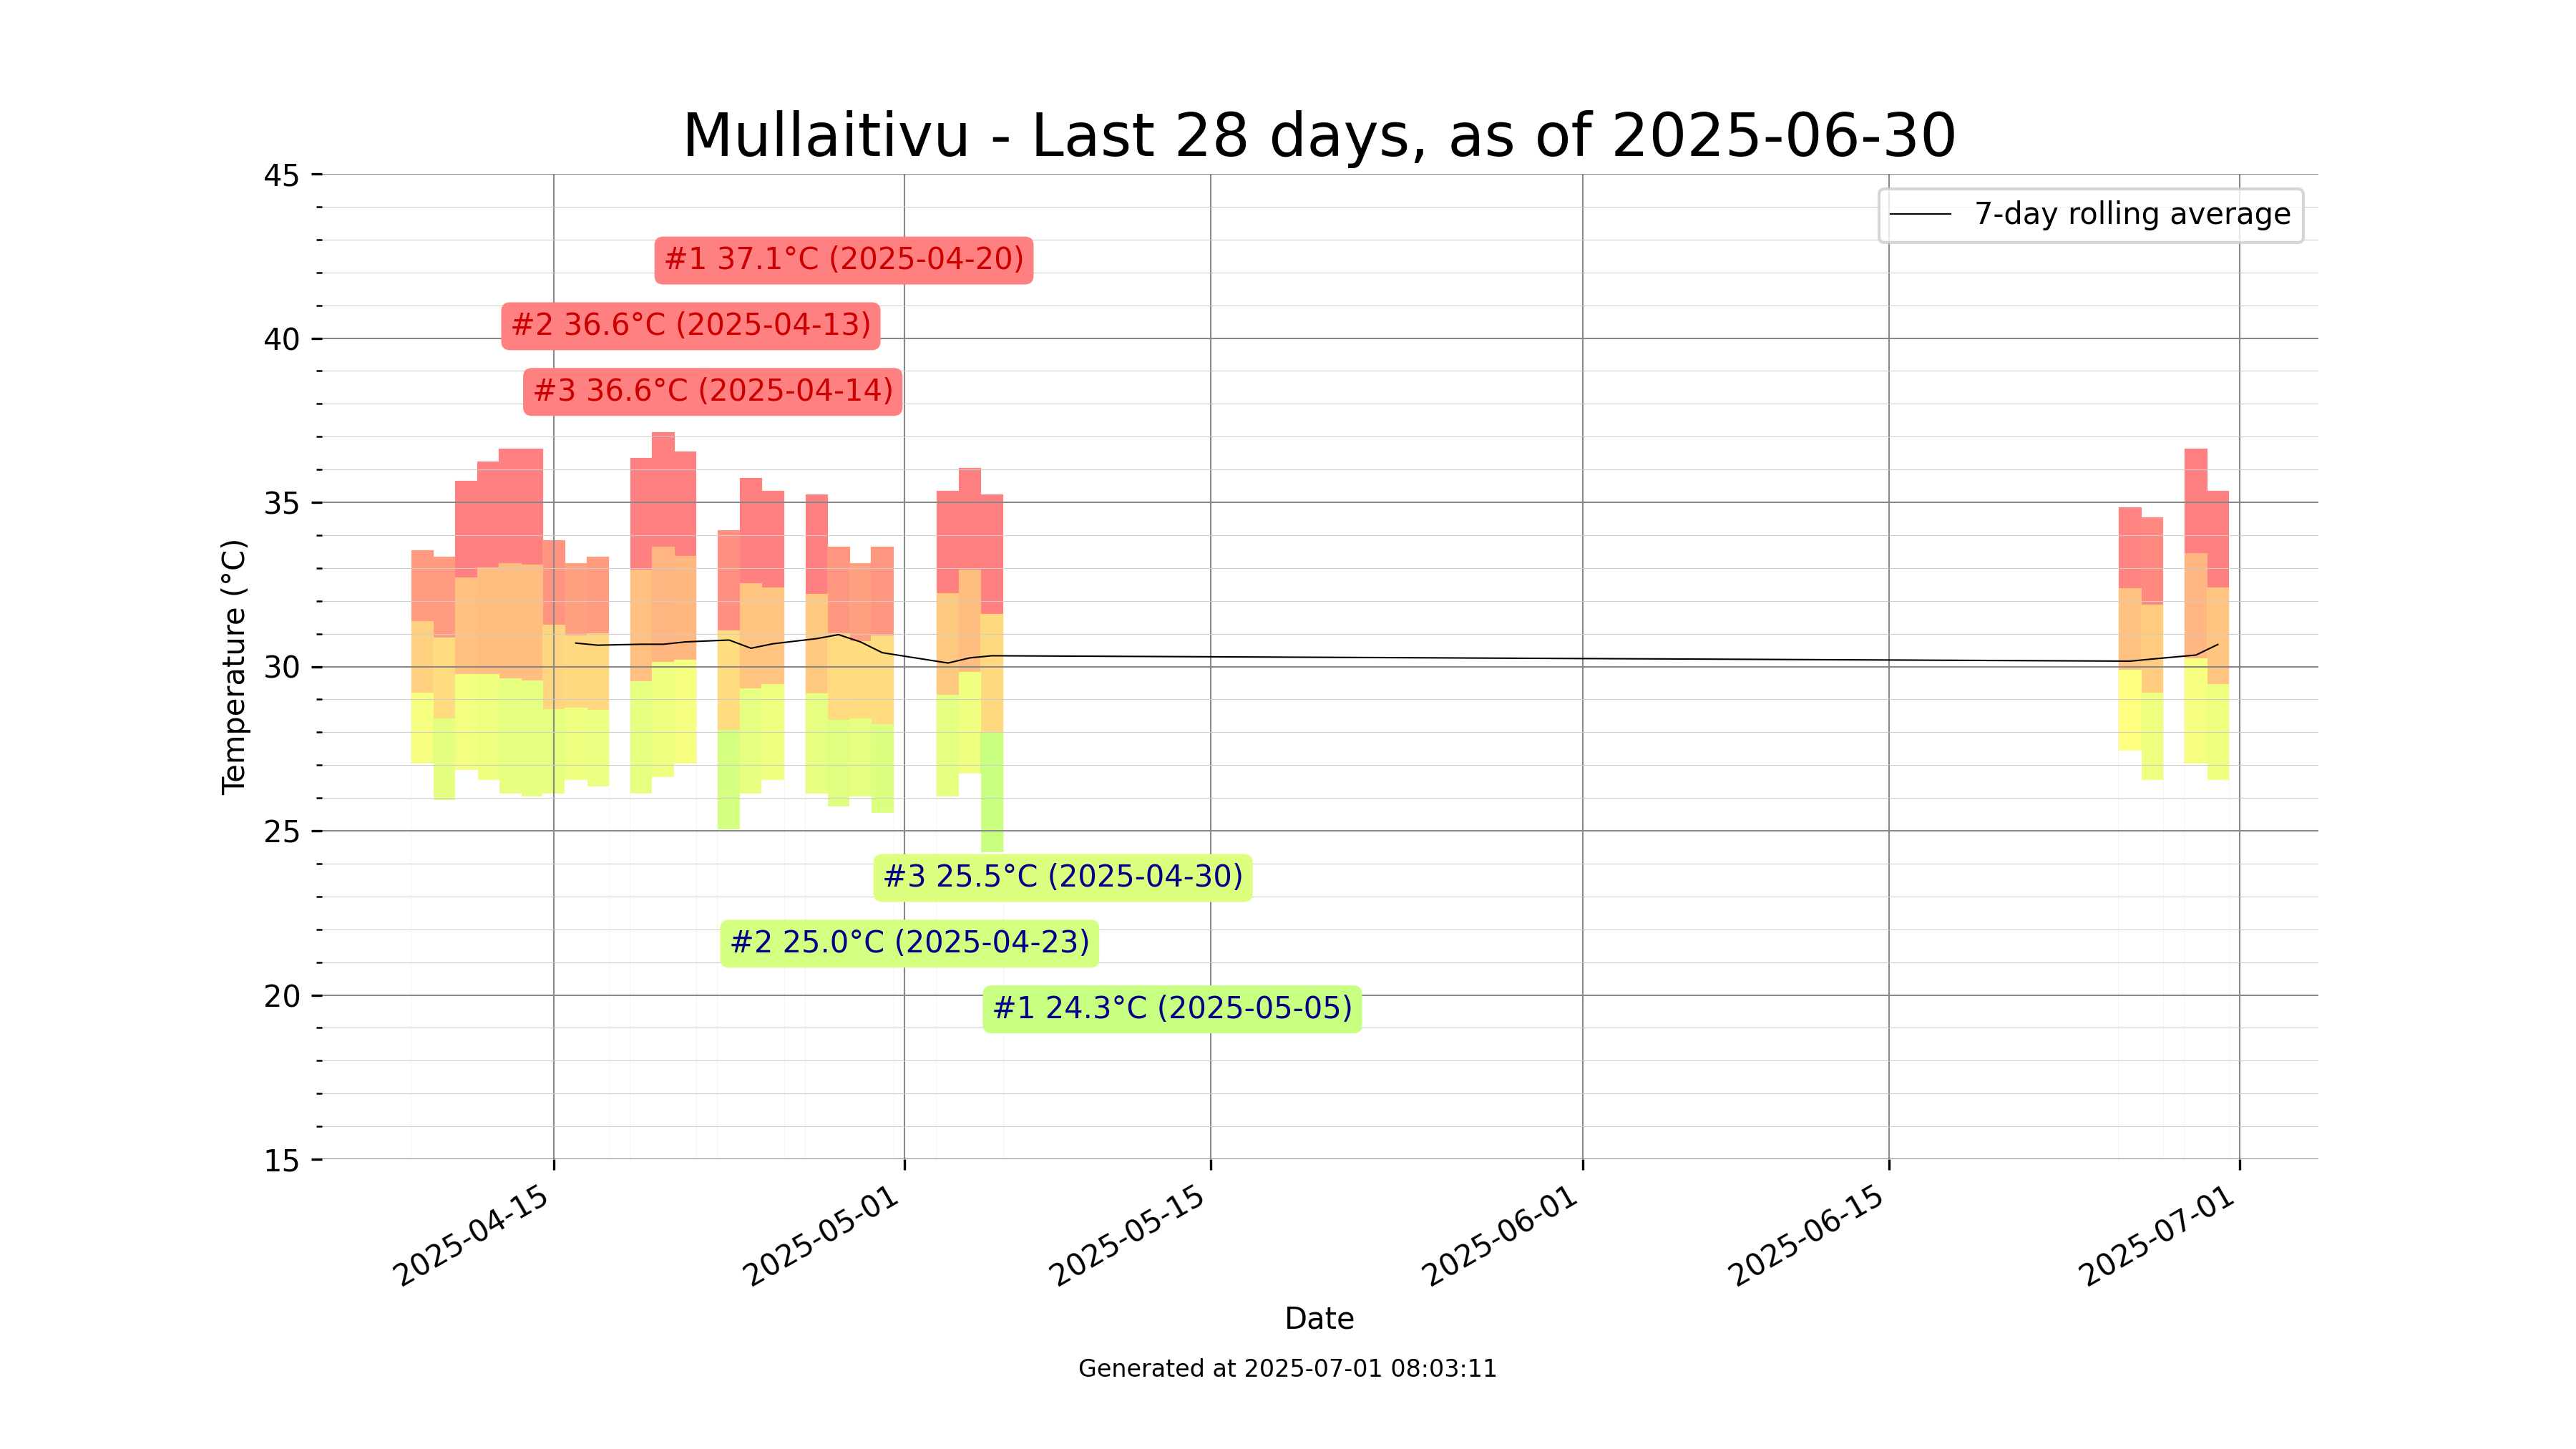 Mullaitivu - Last 28 days, as of 2025-06-30
45
7-day rolling average
#1 37.1°C (2025-04-20)
#2 36.6°C (2025-04-13)
40
#3 36.6°C (2025-04-14)
35
Temperature (°C)
30
25
#3 25.5°C (2025-04-30)
#2 25.0°C (2025-04-23)
20
#1 24.3°C (2025-05-05)
15
2025-04-15
2025-05-01
2025-05-15
2025-06-01
2025-06-15
2025-07-01
Date
Generated at 2025-07-01 08:03:11